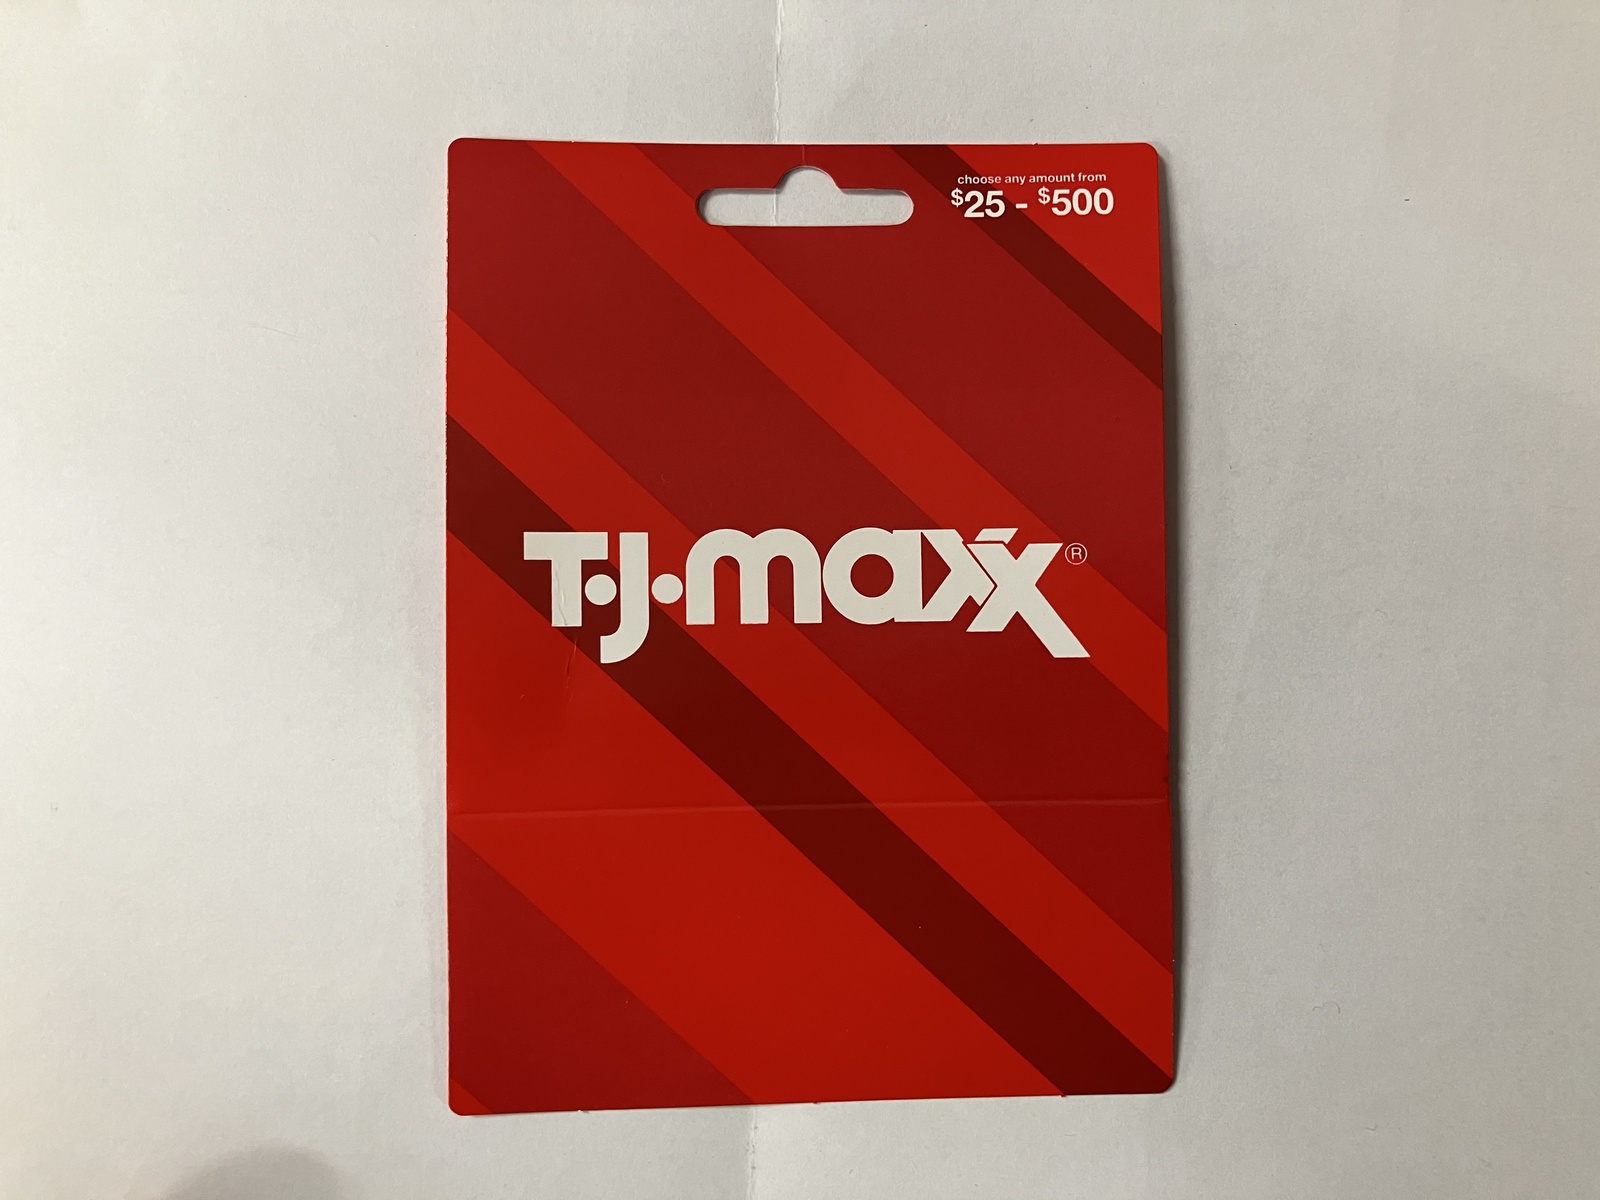 choose any amount from
$25 - $500
T·J·maxx®